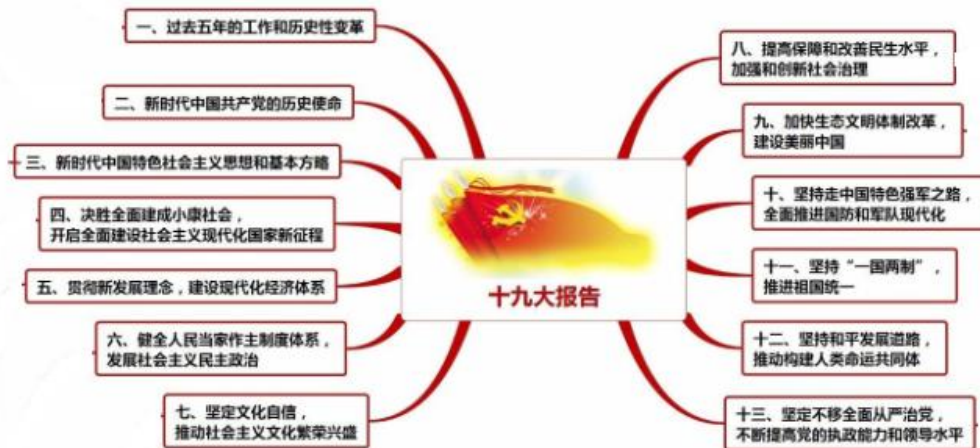 一、过去五年的工作和历史性变革
二、新时代中国共产党的历史使命
三、新时代中国特色社会主义思想和基本方略
四、决胜全面建成小康社会，
开启全面建设社会主义现代化国家新征程
五、贯彻新发展理念，建设现代化经济体系
六、健全人民当家作主制度体系，
发展社会主义民主政治
七、坚定文化自信，
推动社会主义文化繁荣兴盛
十九大报告
八、提高保障和改善民生水平，
加强和创新社会治理
九、加快生态文明体制改革，
建设美丽中国
十、坚持走中国特色强军之路，
全面推进国防和军队现代化
十一、坚持“一国两制”，
推进祖国统一
十二、坚持和平发展道路，
推动构建人类命运共同体
十三、坚定不移全面从严治党，
不断提高党的执政能力和领导水平